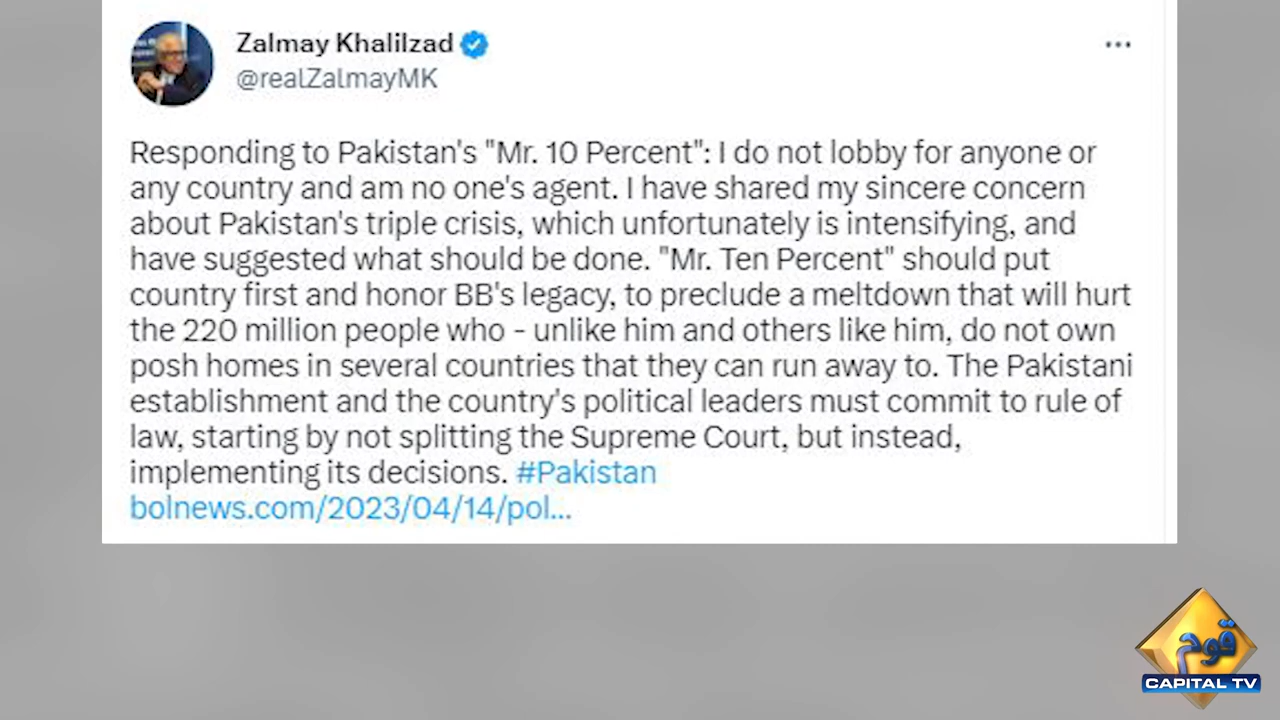 Zalmay Khalilzad
@realZalmayMK
Responding to Pakistan's "Mr. 10 Percent": I do not lobby for anyone or
any country and am no one's agent. I have shared my sincere concern
about Pakistan's triple crisis, which unfortunately is intensifying, and
have suggested what should be done. "Mr. Ten Percent" should put
country first and honor BB's legacy, to preclude a meltdown that will hurt
the 220 million people who - unlike him and others like him, do not own
posh homes in several countries that they can run away to. The Pakistani
establishment and the country's political leaders must commit to rule of
law, starting by not splitting the Supreme Court, but instead,
implementing its decisions. #Pakistan
bolnews.com/2023/04/14/pol...
قوم
CAPITAL TV